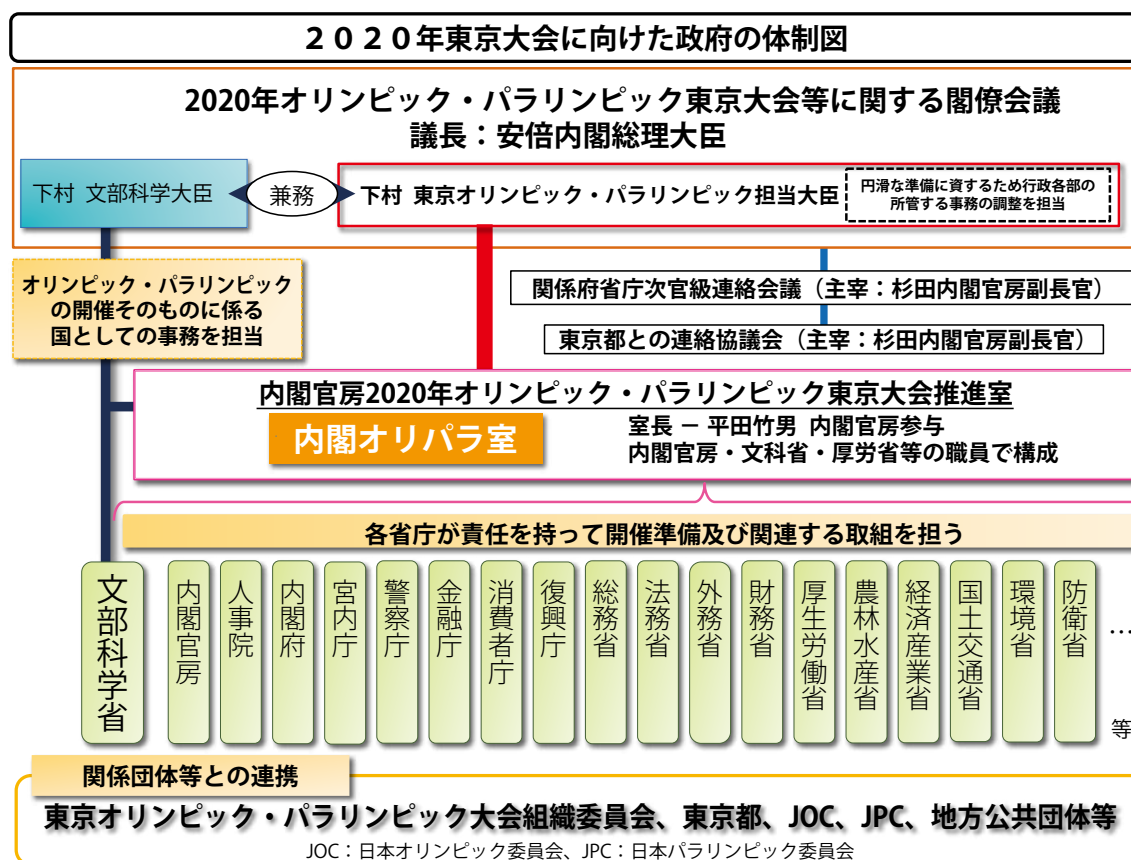 ２０２０年東京大会に向けた政府の体制図
2020年オリンピック・パラリンピック東京大会等に関する閣僚会議
議長：安倍内閣総理大臣
下村 文部科学大臣
兼務
下村 東京オリンピック・パラリンピック担当大臣
円滑な準備に資するため行政各部の
所管する事務の調整を担当
オリンピック・パラリンピック
の開催そのものに係る
国としての事務を担当
関係府省庁次官級連絡会議（主宰：杉田内閣官房副長官）
東京都との連絡協議会（主宰：杉田内閣官房副長官）
内閣官房2020年オリンピック・パラリンピック東京大会推進室
内閣オリパラ室
室長 － 平田竹男 内閣官房参与
内閣官房・文科省・厚労省等の職員で構成
各省庁が責任を持って開催準備及び関連する取組を担う
文部科学省
内閣官房
人事院
内閣府
宮内庁
警察庁
金融庁
消費者庁
復興庁
総務省
法務省
外務省
財務省
厚生労働省
農林水産省
経済産業省
国土交通省
環境省
防衛省
…
等
関係団体等との連携
東京オリンピック・パラリンピック大会組織委員会、東京都、JOC、JPC、地方公共団体等
JOC：日本オリンピック委員会、JPC：日本パラリンピック委員会